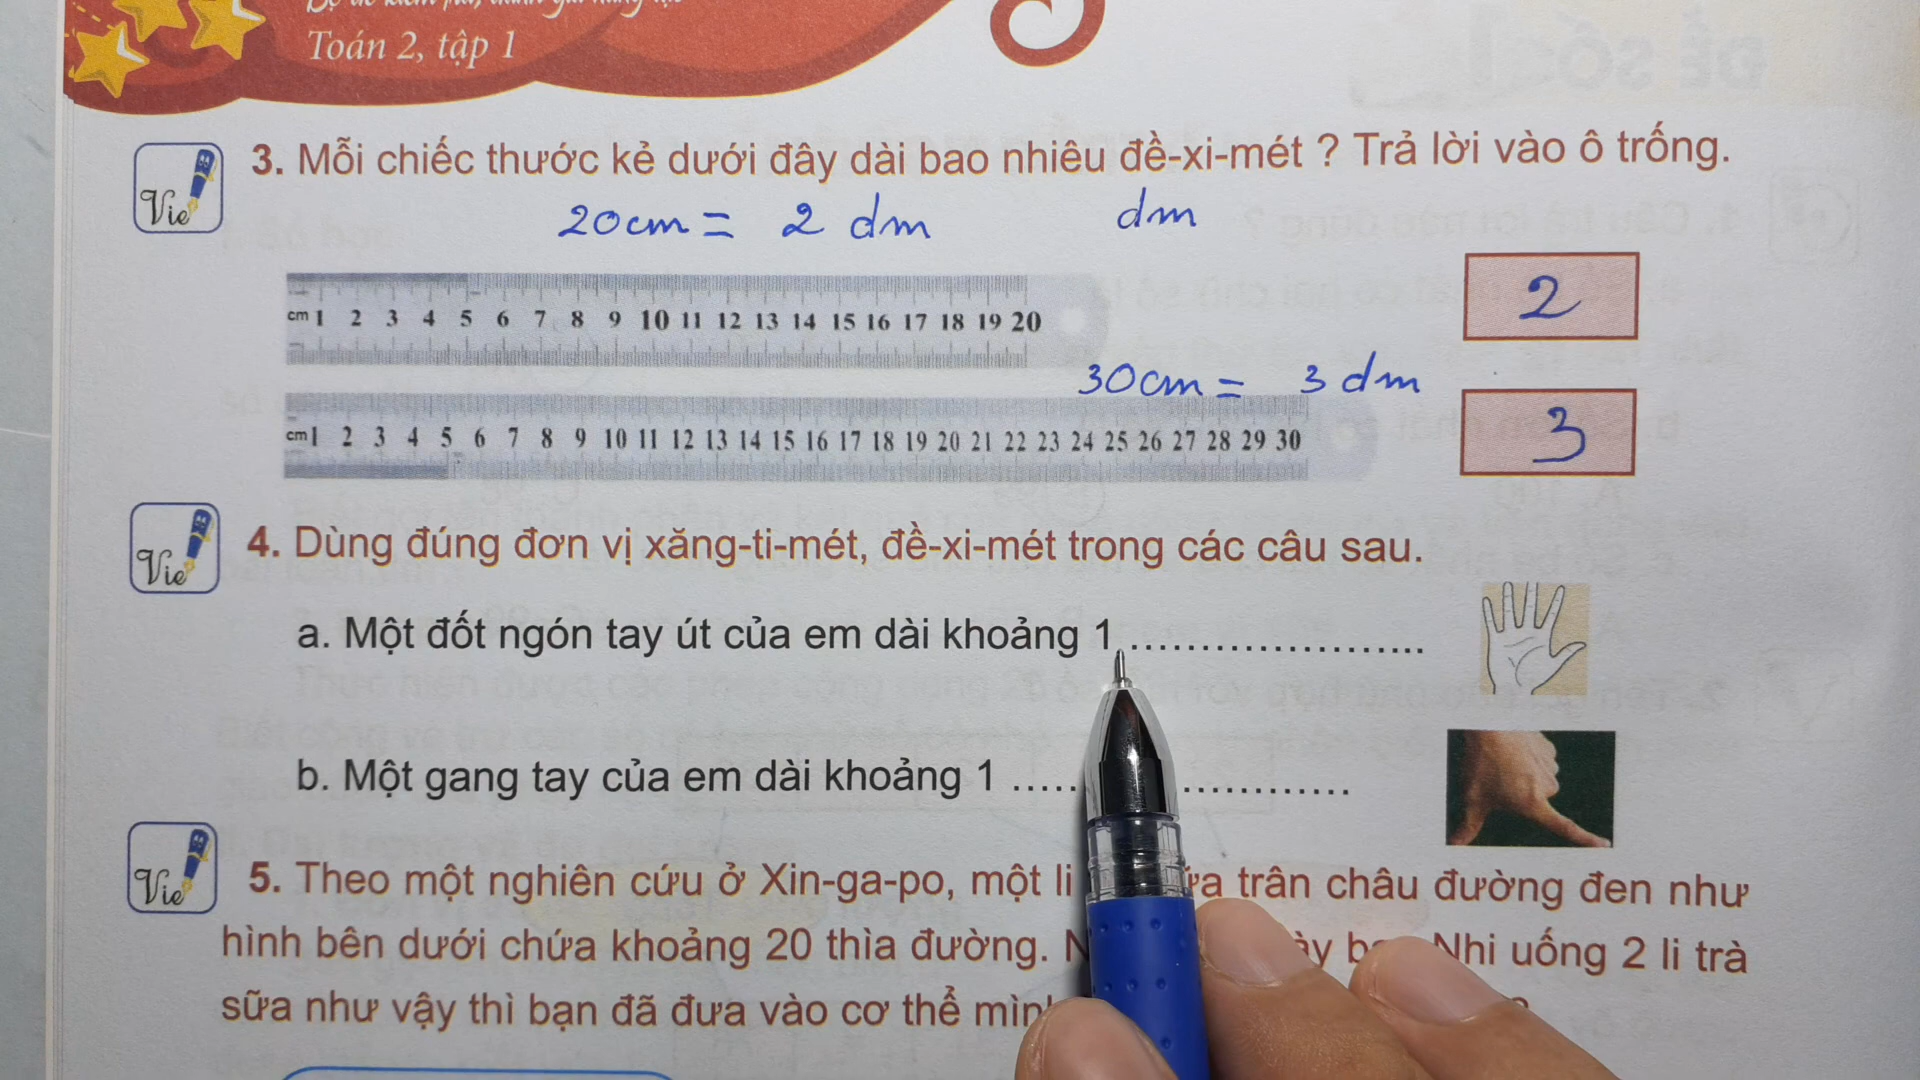 Toán 2, tập 1
3. Mỗi chiếc thước kẻ dưới đây dài bao nhiêu đề-xi-mét ? Trả lời vào ô trống.
Vie
20cm = 2 dm dm
2
cm 1 2 3 4 5 6 7 8 9 10 11 12 13 14 15 16 17 18 19 20
30cm = 3 dm
3
cm 1 2 3 4 5 6 7 8 9 10 11 12 13 14 15 16 17 18 19 20 21 22 23 24 25 26 27 28 29 30
4. Dùng đúng đơn vị xăng-ti-mét, đề-xi-mét trong các câu sau.
Vie
a. Một đốt ngón tay út của em dài khoảng 1 ........................
b. Một gang tay của em dài khoảng 1 ..... ............
5. Theo một nghiên cứu ở Xin-ga-po, một li trân châu đường đen như
Vie
hình bên dưới chứa khoảng 20 thìa đường. Nhi uống 2 li trà
sữa như vậy thì bạn đã đưa vào cơ thể